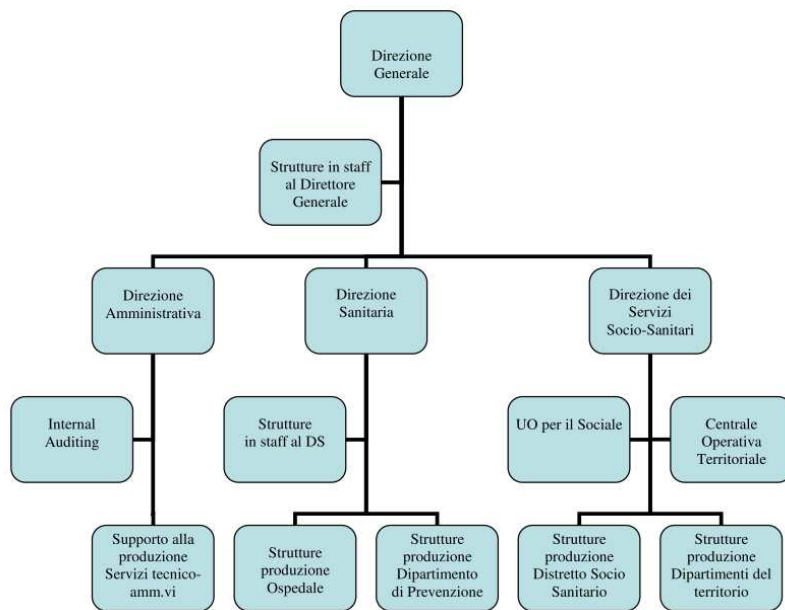 Direzione
Generale
Strutture in staff
al Direttore
Generale
Direzione
Amministrativa
Direzione
Sanitaria
Direzione dei
Servizi
Socio-Sanitari
Internal
Auditing
Strutture
in staff al DS
UO per il Sociale
Centrale
Operativa
Territoriale
Supporto alla
produzione
Servizi tecnico-
amm.vi
Strutture
produzione
Ospedale
Strutture
produzione
Dipartimento
di Prevenzione
Strutture
produzione
Distretto Socio
Sanitario
Strutture
produzione
Dipartimenti del
territorio